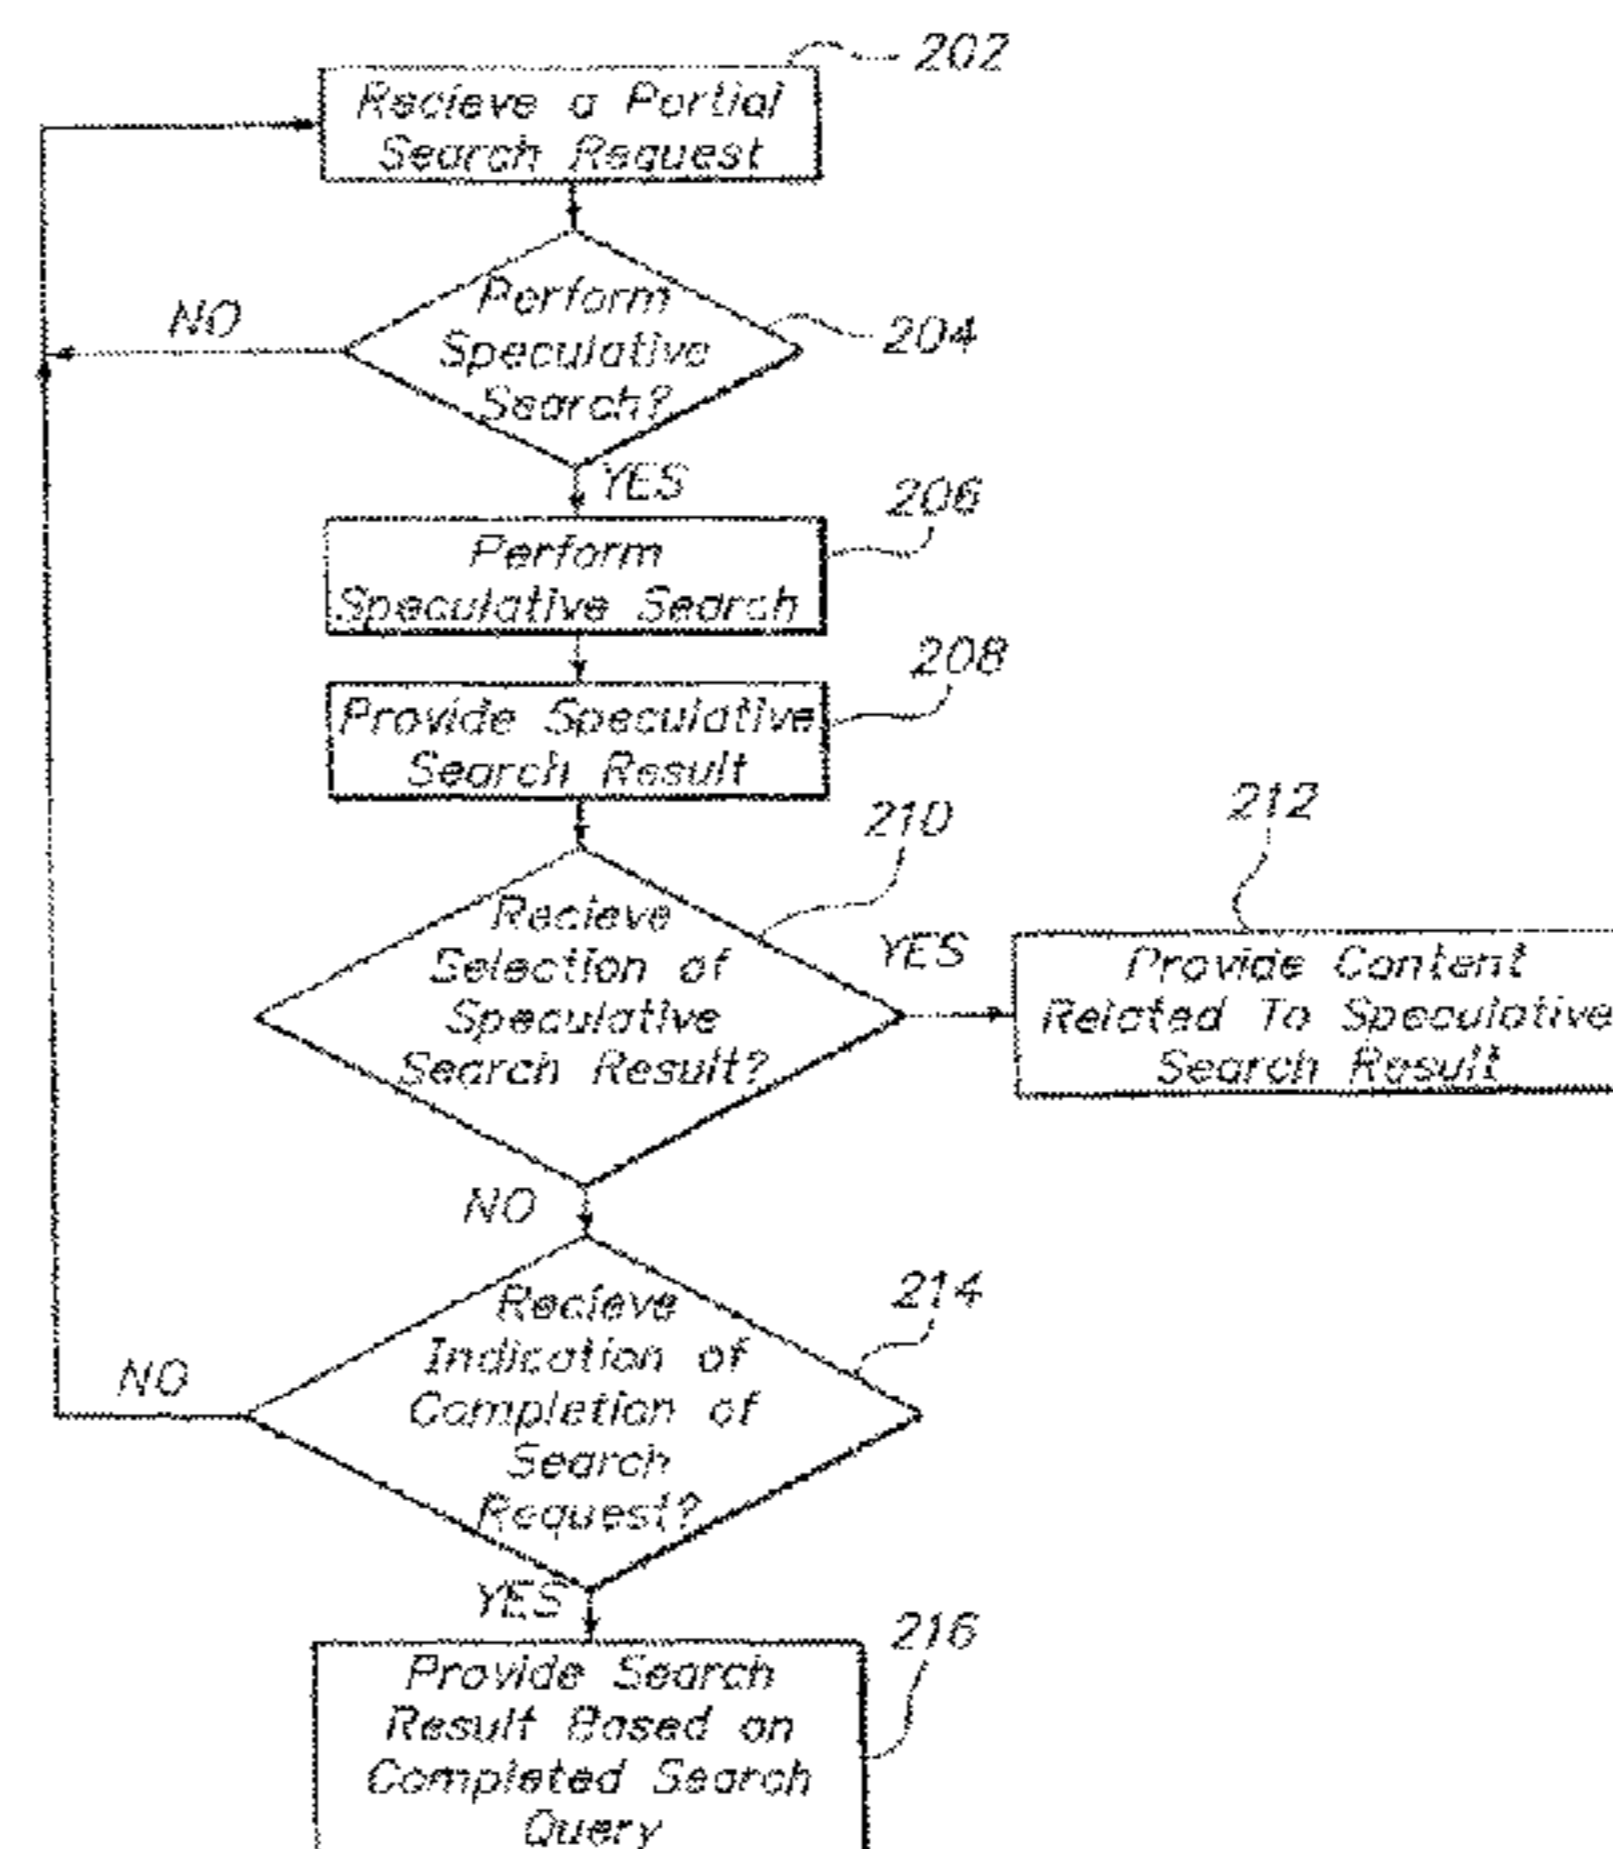 202
Recieve a Partial
Search Request
Perform
Speculative
Search?
NO
204
YES
206
Perform
Speculative Search
208
Provide Speculative
Search Result
210
212
Recieve
Selection of
Speculative
Search Result?
YES
Provide Content
Related To Speculative
Search Result
NO
214
Recieve
Indication of
Completion of
Search
Request?
NO
YES
216
Provide Search
Result Based on
Completed Search
Query